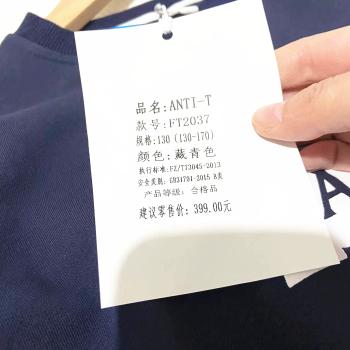 品名:ANTI-T
款号:FT2037
规格:130(130-170)
颜色:藏青色
执行标准:FZ/T73045-2013
安全类别:GB31701-2015 B类
产品等级:合格品
建议零售价:399.00元
A